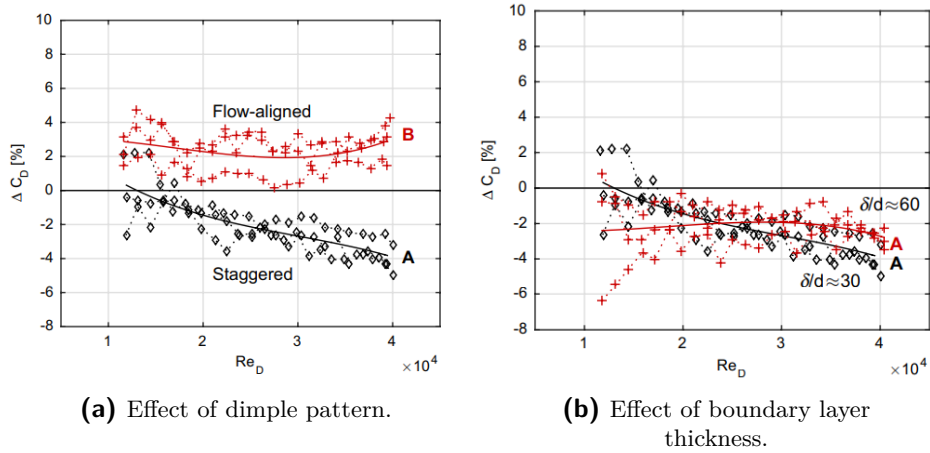 10
8
6
4
2
0
-2
-4
-6
-8
Δ C_D [%]
Flow-aligned
B
A
Staggered
1
2
3
4
Re_D
×10^4
(a) Effect of dimple pattern.
10
8
6
4
2
0
-2
-4
-6
-8
Δ C_D [%]
δ/d≈60
A
A
δ/d≈30
1
2
3
4
Re_D
×10^4
(b) Effect of boundary layer
thickness.